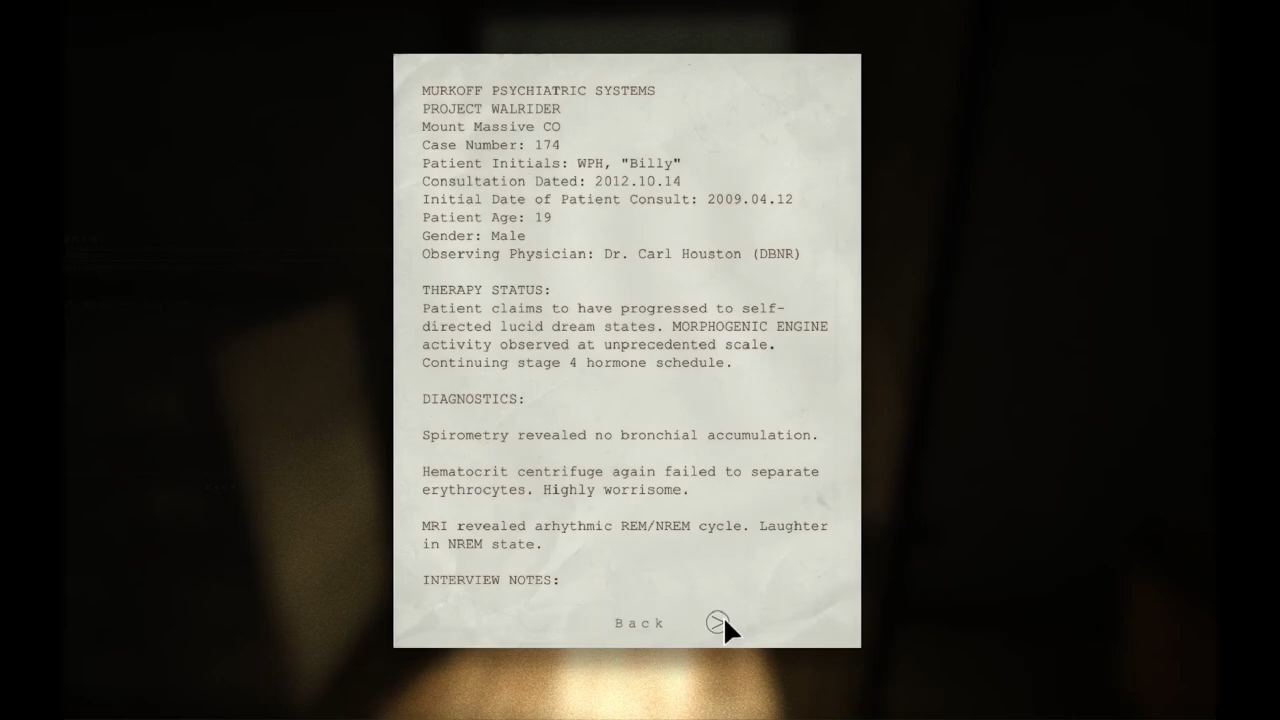 MURKOFF PSYCHIATRIC SYSTEMS
PROJECT WALRIDER
Mount Massive CO
Case Number: 174
Patient Initials: WPH, "Billy"
Consultation Dated: 2012.10.14
Initial Date of Patient Consult: 2009.04.12
Patient Age: 19
Gender: Male
Observing Physician: Dr. Carl Houston (DBNR)
THERAPY STATUS:
Patient claims to have progressed to self-
directed lucid dream states. MORPHOGENIC ENGINE
activity observed at unprecedented scale.
Continuing stage 4 hormone schedule.
DIAGNOSTICS:
Spirometry revealed no bronchial accumulation.
Hematocrit centrifuge again failed to separate
erythrocytes. Highly worrisome.
MRI revealed arhythmic REM/NREM cycle. Laughter
in NREM state.
INTERVIEW NOTES:
Back >